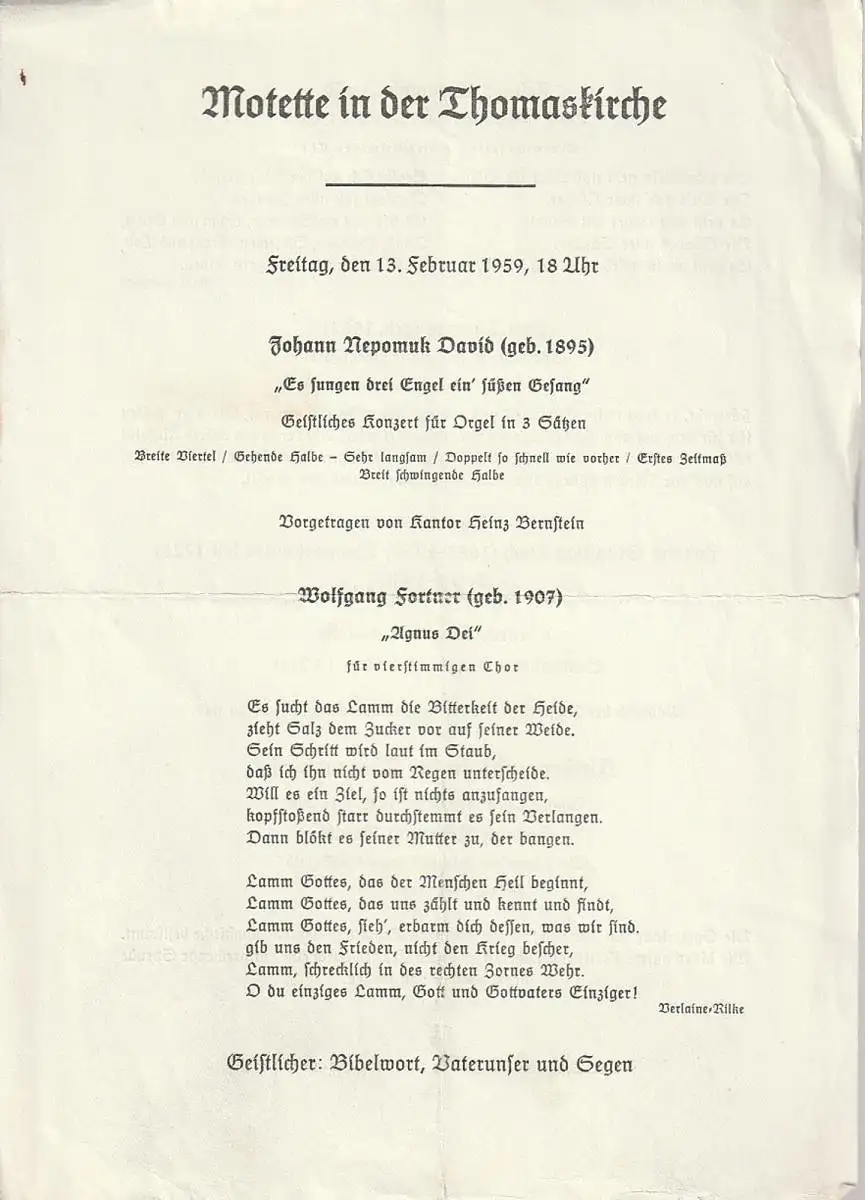 Motette in der Thomaskirche
Freitag, den 13. Februar 1959, 18 Uhr
Johann Nepomuk David (geb. 1895)
„Es sungen drei Engel ein' süßen Gesang“
Geistliches Konzert für Orgel in 3 Sätzen
Breite Viertel / Gehende Halbe – Sehr langsam / Doppelt so schnell wie vorher / Erstes Zeitmaß
Breit schwingende Halbe
Vorgetragen von Kantor Heinz Bernstein
Wolfgang Fortner (geb. 1907)
„Agnus Dei“
für vierstimmigen Chor
Es sucht das Lamm die Bitterkeit der Heide,
zieht Salz dem Zucker vor auf seiner Weide.
Sein Schritt wird laut im Staub,
daß ich ihn nicht vom Regen unterscheide.
Will es ein Ziel, so ist nichts anzufangen,
kopfstoßend starr durchstemmt es sein Verlangen.
Dann blökt es seiner Mutter zu, der bangen.
Lamm Gottes, das der Menschen Heil beginnt,
Lamm Gottes, das uns zählt und kennt und findt,
Lamm Gottes, sieh', erbarm dich dessen, was wir sind.
gib uns den Frieden, nicht den Krieg bescher,
Lamm, schrecklich in des rechten Zornes Wehr.
O du einziges Lamm, Gott und Gottvaters Einziger!
Verlaine-Rilke
Geistlicher: Bibelwort, Vaterunser und Segen